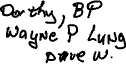 Dorthy, BP
Wayne P Lung
Dave W.